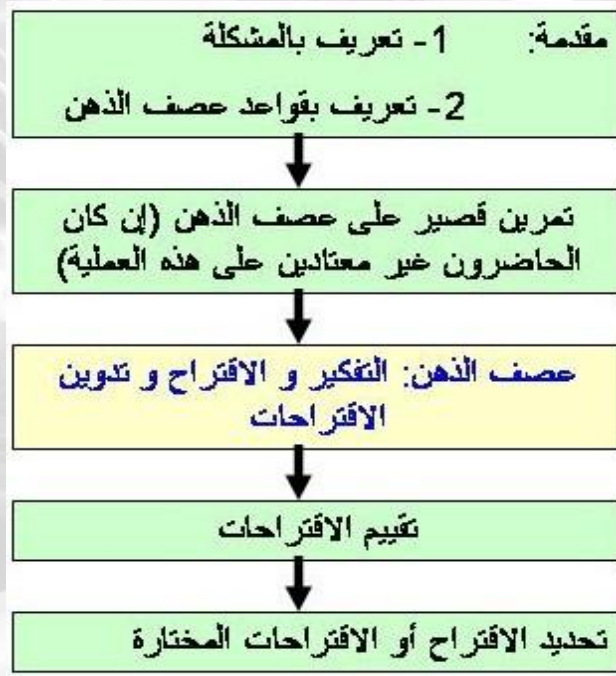 مقدمة: 1- تعريف بالمشكلة
2- تعريف بقواعد عصف الذهن
تمرين قصير على عصف الذهن (إن كان
الحاضرون غير معتادين على هذه العملية)
عصف الذهن: التفكير و الاقتراح و تدوين
الاقتراحات
تقييم الاقتراحات
تحديد الاقتراح أو الاقتراحات المختارة